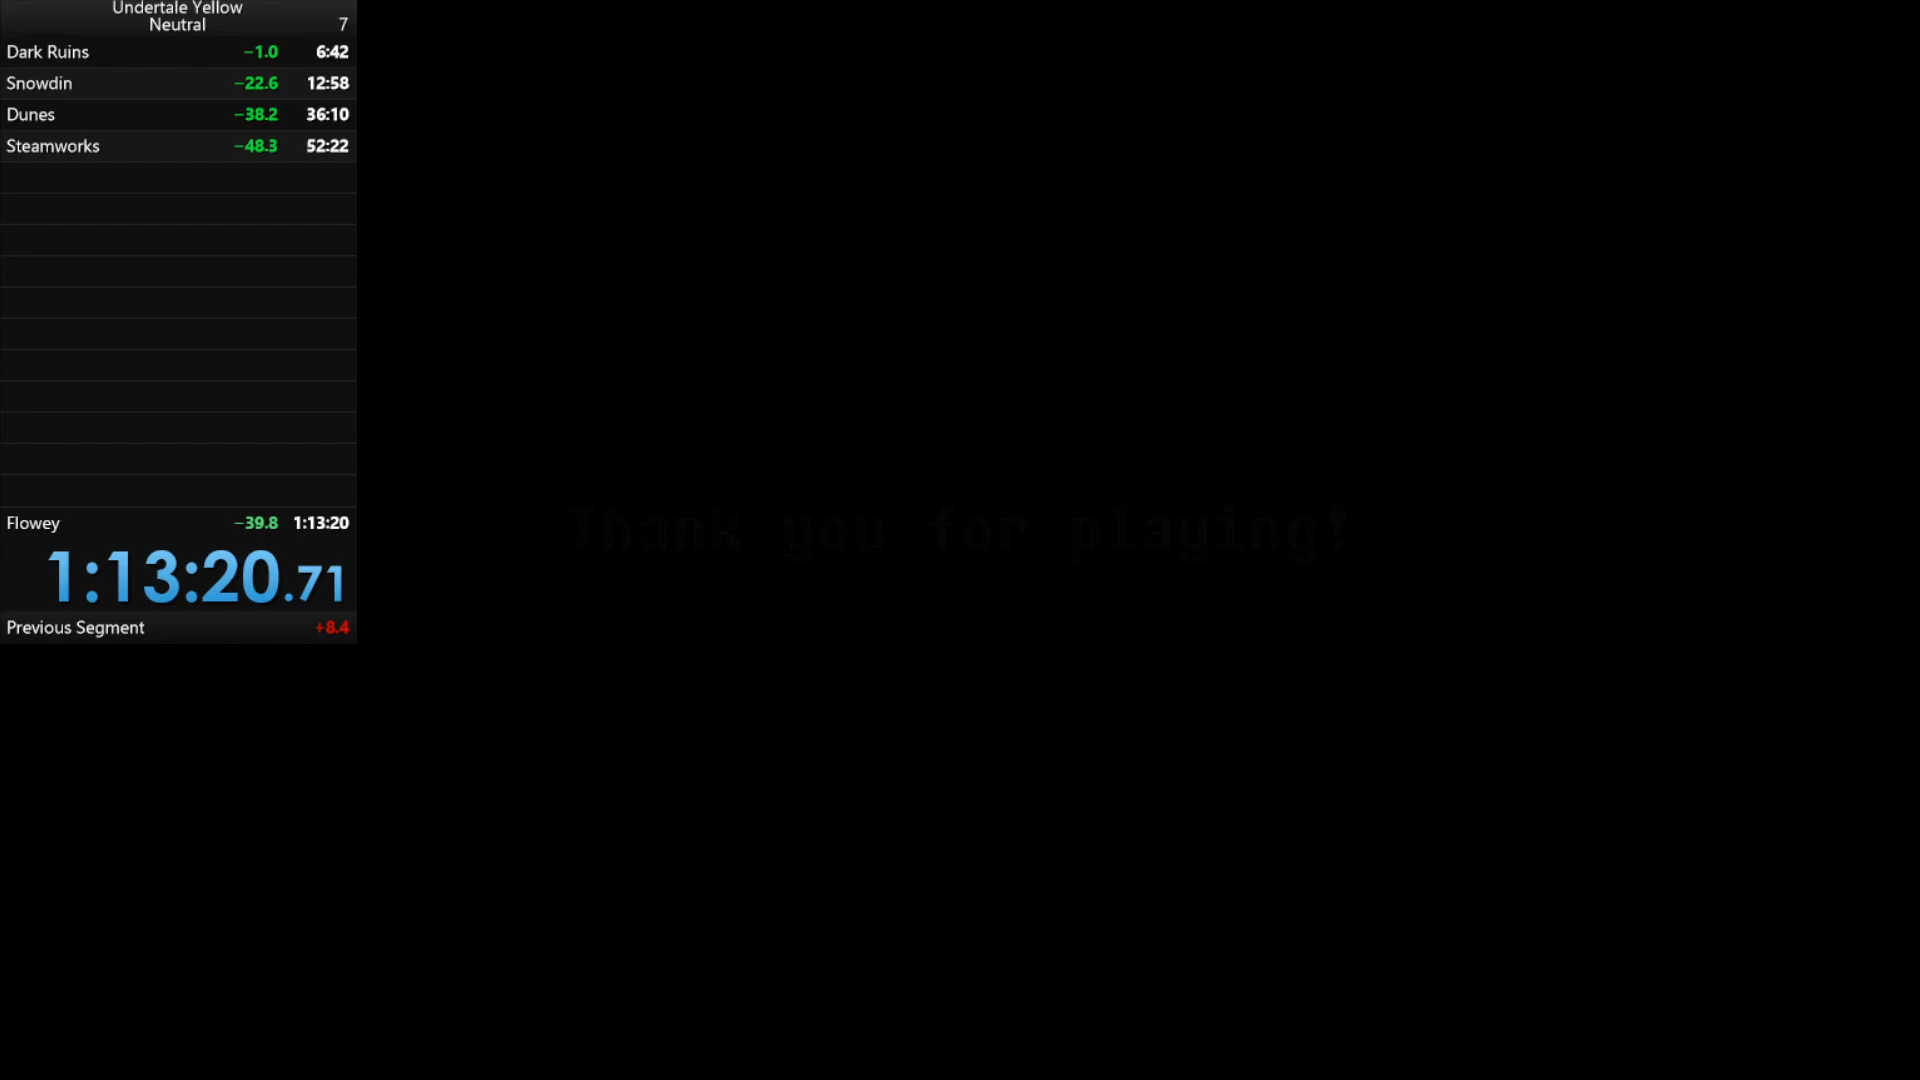 Undertale Yellow
Neutral 7
Dark Ruins −1.0 6:42
Snowdin −22.6 12:58
Dunes −38.2 36:10
Steamworks −48.3 52:22
Thank you for playing!
Flowey −39.8 1:13:20
1:13:20.71
Previous Segment +8.4